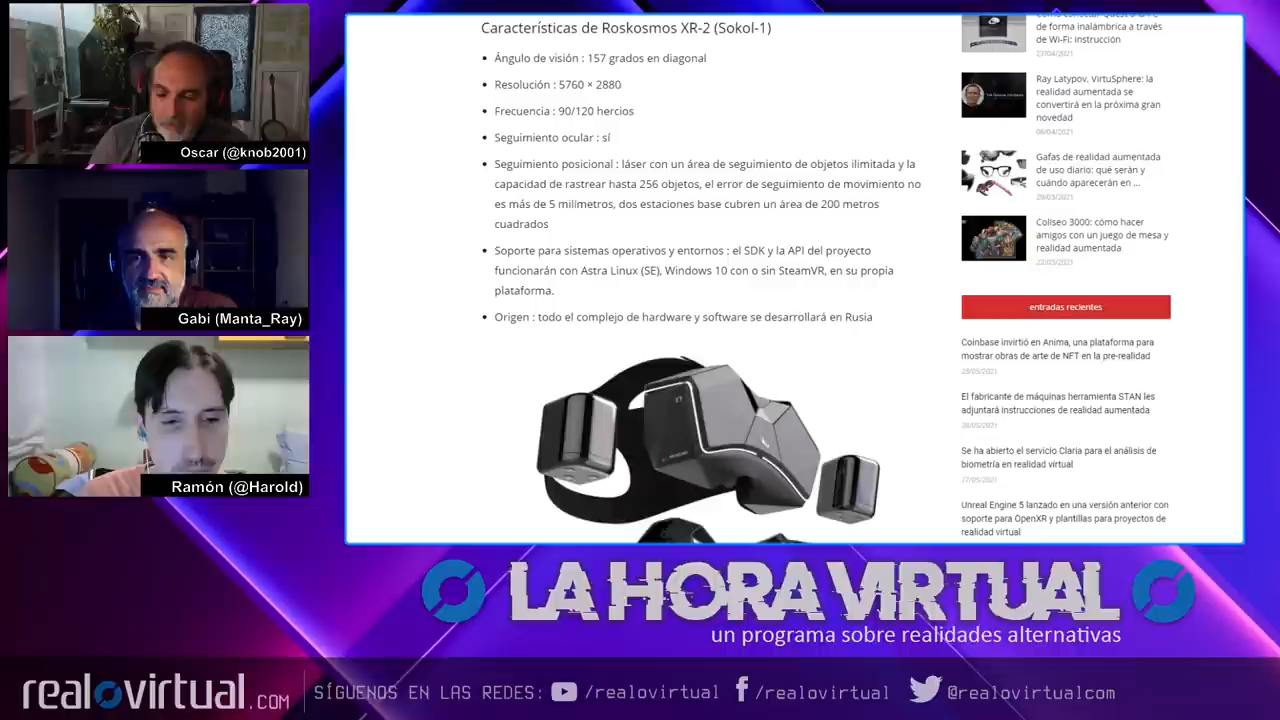 Oscar (@knob2001)
Gabi (Manta_Ray)
Ramón (@Harold)
Características de Roskosmos XR-2 (Sokol-1)
• Ángulo de visión : 157 grados en diagonal
• Resolución : 5760 × 2880
• Frecuencia : 90/120 hercios
• Seguimiento ocular : sí
• Seguimiento posicional : láser con un área de seguimiento de objetos ilimitada y la
capacidad de rastrear hasta 256 objetos, el error de seguimiento de movimiento no
es más de 5 milímetros, dos estaciones base cubren un área de 200 metros
cuadrados
• Soporte para sistemas operativos y entornos : el SDK y la API del proyecto
funcionarán con Astra Linux (SE), Windows 10 con o sin SteamVR, en su propia
plataforma.
• Origen : todo el complejo de hardware y software se desarrollará en Rusia
de forma inalámbrica a través
de Wi-Fi: instrucción
27/04/2021
Ray Latypov, VirtuSphere: la
realidad aumentada se
convertirá en la próxima gran
novedad
06/04/2021
Gafas de realidad aumentada
de uso diario: qué serán y
cuándo aparecerán en ...
29/03/2021
Coliseo 3000: cómo hacer
amigos con un juego de mesa y
realidad aumentada
22/03/2021
entradas recientes
Coinbase invirtió en Anima, una plataforma para
mostrar obras de arte de NFT en la pre-realidad
28/05/2021
El fabricante de máquinas herramienta STAN les
adjuntará instrucciones de realidad aumentada
28/05/2021
Se ha abierto el servicio Claria para el análisis de
biometría en realidad virtual
27/05/2021
Unreal Engine 5 lanzado en una versión anterior con
soporte para OpenXR y plantillas para proyectos de
realidad virtual
LA HORA VIRTUAL
un programa sobre realidades alternativas
realovirtual.com
SÍGUENOS EN LAS REDES: /realovirtual /realovirtual @realovirtualcom